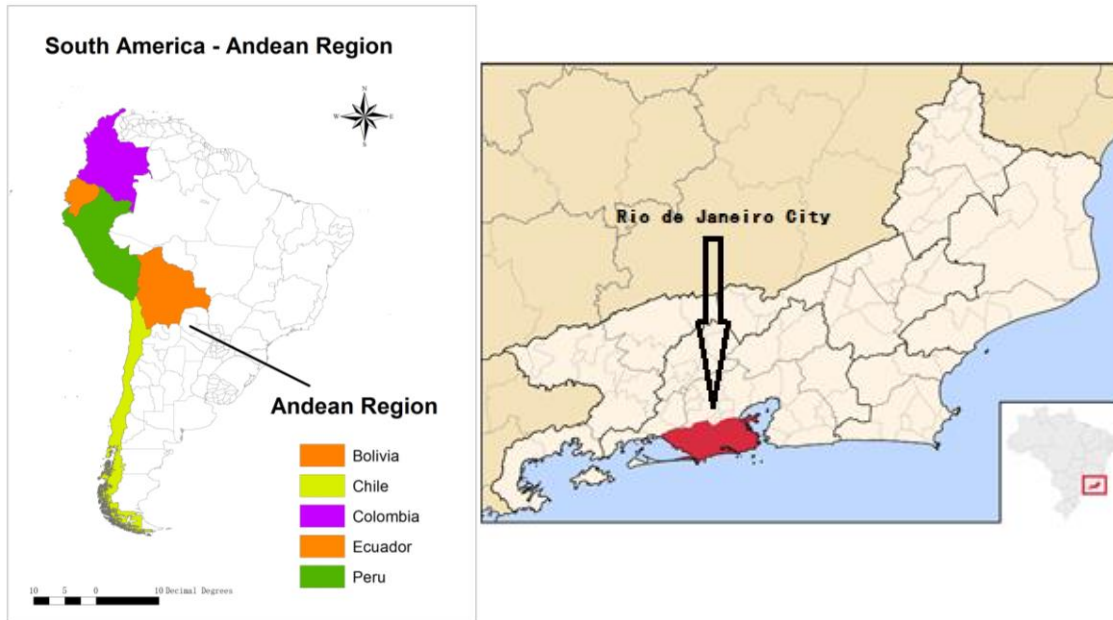 South America - Andean Region
N
W
E
S
Andean Region
Bolivia
Chile
Colombia
Ecuador
Peru
10 5 0 10 Decimal Degrees
Rio de Janeiro City